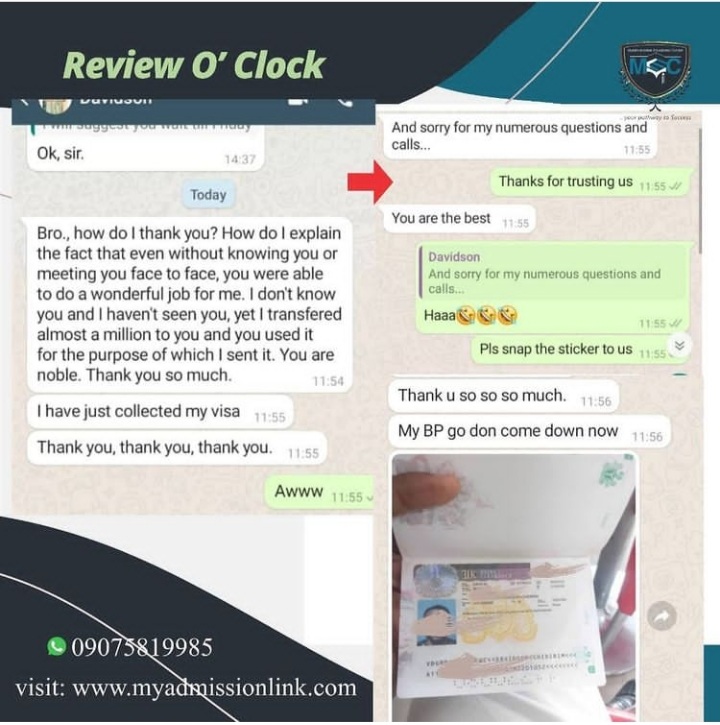 Review O' Clock
MSC
...your pathway to Success
Davidson
I will suggest you wait till Friday
Ok, sir.
14:37
Today
Bro., how do I thank you? How do I explain
the fact that even without knowing you or
meeting you face to face, you were able
to do a wonderful job for me. I don't know
you and I haven't seen you, yet I transfered
almost a million to you and you used it
for the purpose of which I sent it. You are
noble. Thank you so much.
11:54
I have just collected my visa 11:55
Thank you, thank you, thank you. 11:55
Awww 11:55
And sorry for my numerous questions and
calls...
11:55
Thanks for trusting us 11:55
You are the best 11:55
Davidson
And sorry for my numerous questions and
calls...
Haaa🤣🤣🤣
11:55
Pls snap the sticker to us 11:55
Thank u so so so much. 11:56
My BP go don come down now 11:56
09075819985
visit: www.myadmissionlink.com